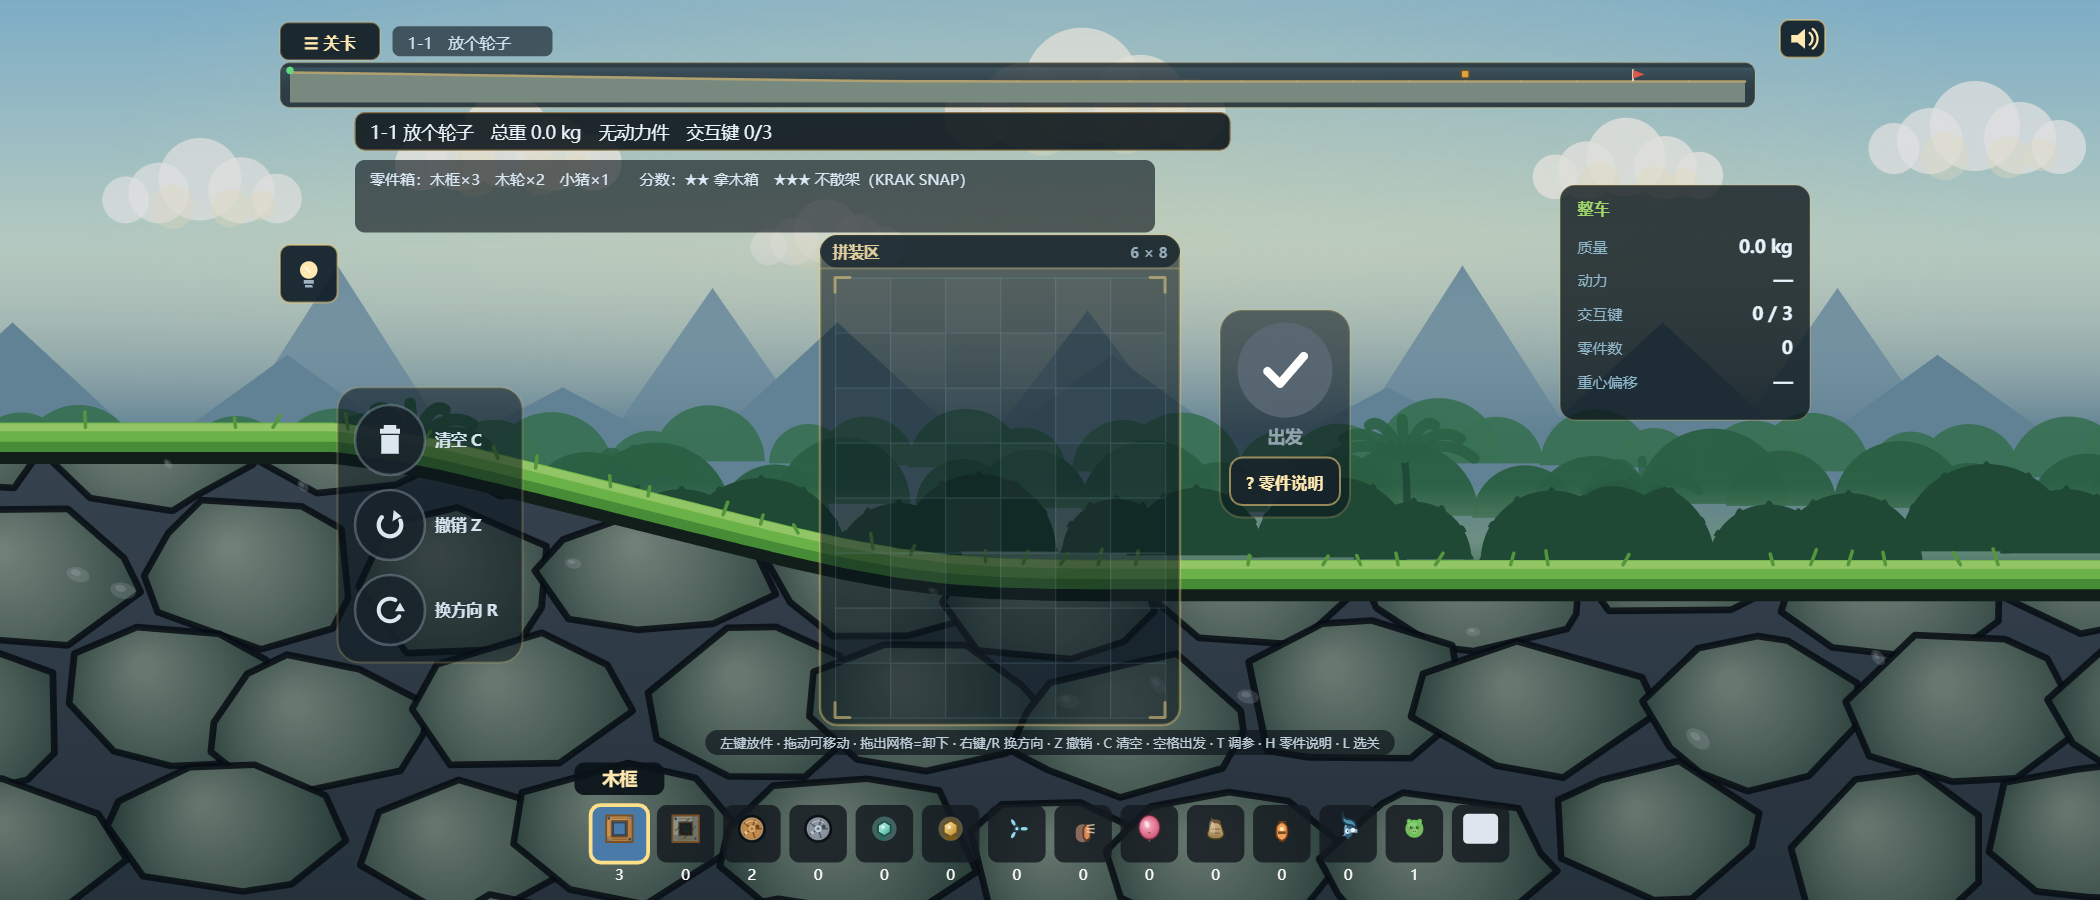 关卡
1-1 放个轮子
1-1 放个轮子 总重 0.0 kg 无动力件 交互键 0/3
零件箱：木框×3 木轮×2 小猪×1 分数：★★ 拿木箱 ★★★ 不散架（KRAK SNAP）
拼装区 6 × 8
整车
质量 0.0 kg
动力 —
交互键 0 / 3
零件数 0
重心偏移 —
清空 C
撤销 Z
换方向 R
出发
? 零件说明
左键放件 · 拖动可移动 · 拖出网格=卸下 · 右键/R 换方向 · Z 撤销 · C 清空 · 空格出发 · T 调参 · H 零件说明 · L 选关
木框
3 0 2 0 0 0 0 0 0 0 0 0 1